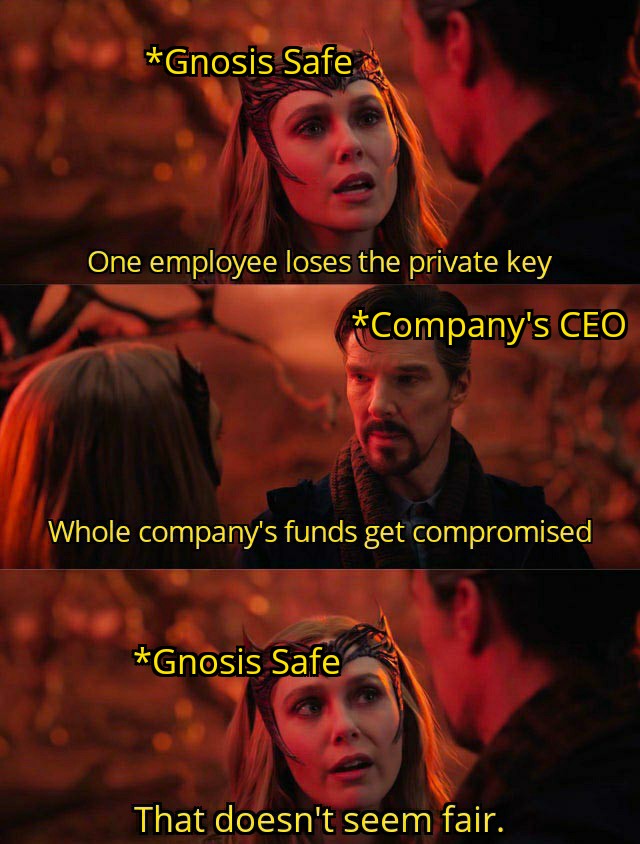 *Gnosis Safe
One employee loses the private key
*Company's CEO
Whole company's funds get compromised
*Gnosis Safe
That doesn't seem fair.